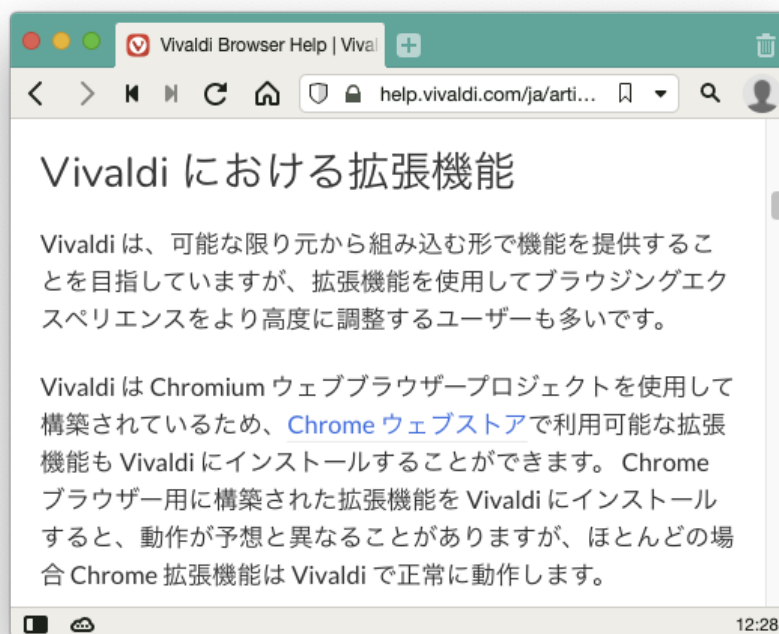 Vivaldi Browser Help | Vival
help.vivaldi.com/ja/arti...
Vivaldi における拡張機能
Vivaldi は、可能な限り元から組み込む形で機能を提供するこ
とを目指していますが、拡張機能を使用してブラウジングエク
スペリエンスをより高度に調整するユーザーも多いです。
Vivaldi は Chromium ウェブブラウザープロジェクトを使用して
構築されているため、Chrome ウェブストアで利用可能な拡張
機能も Vivaldi にインストールすることができます。 Chrome
ブラウザー用に構築された拡張機能を Vivaldi にインストール
すると、動作が予想と異なることがありますが、ほとんどの場
合 Chrome 拡張機能は Vivaldi で正常に動作します。
12:28